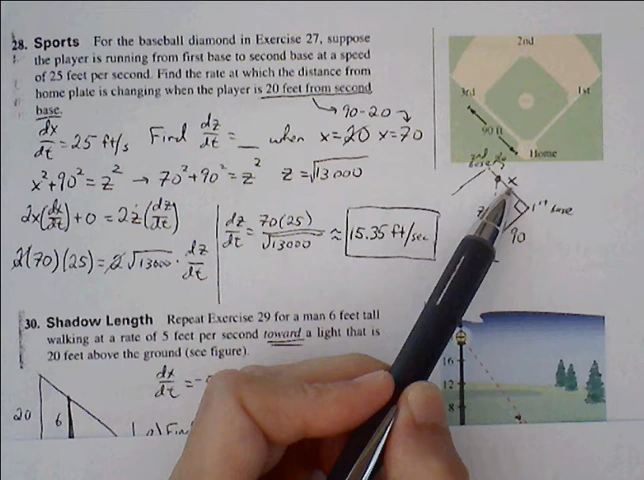 28. Sports For the baseball diamond in Exercise 27, suppose
the player is running from first base to second base at a speed
of 25 feet per second. Find the rate at which the distance from
home plate is changing when the player is 20 feet from second
base.
90-20
dx/dt = 25 ft/s Find dz/dt = __ when x=20 x=70
x²+90²=z² → 70²+90²=z² z=√13000
2x(dx/dt)+0=2z(dz/dt)
2(70)(25)=2√13000·dz/dt
dz/dt = 70(25)/√13000 ≈ 15.35 ft/sec
2nd
3rd
1st
90 ft
Home
2nd
x
1st base
z
90
30. Shadow Length Repeat Exercise 29 for a man 6 feet tall
walking at a rate of 5 feet per second toward a light that is
20 feet above the ground (see figure).
dx/dt = -
20
6
16
12
8